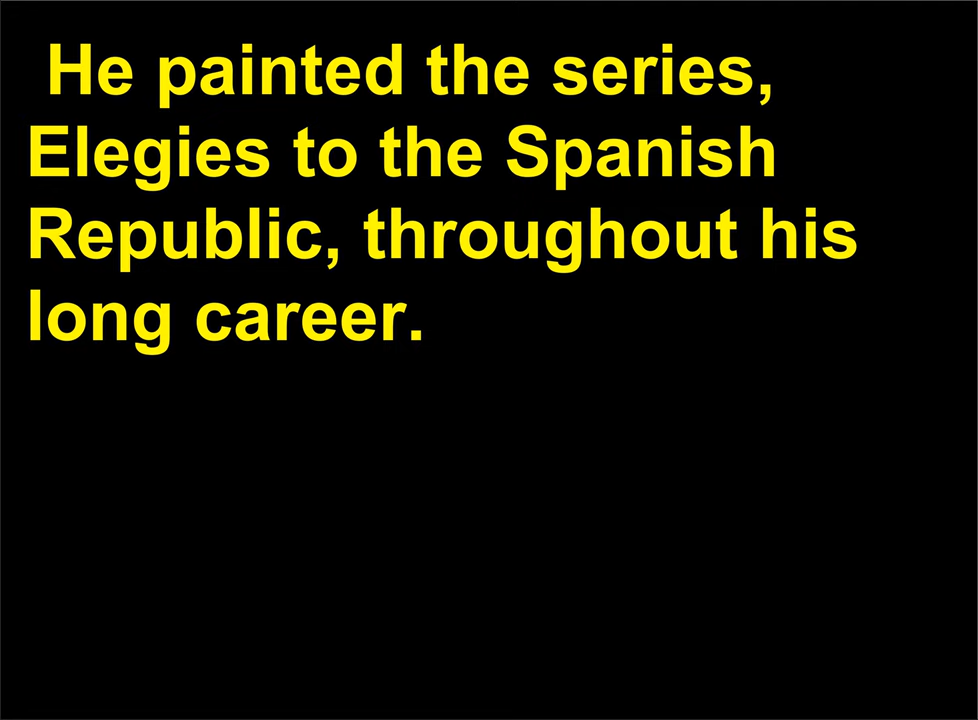 He painted the series,
Elegies to the Spanish
Republic, throughout his
long career.